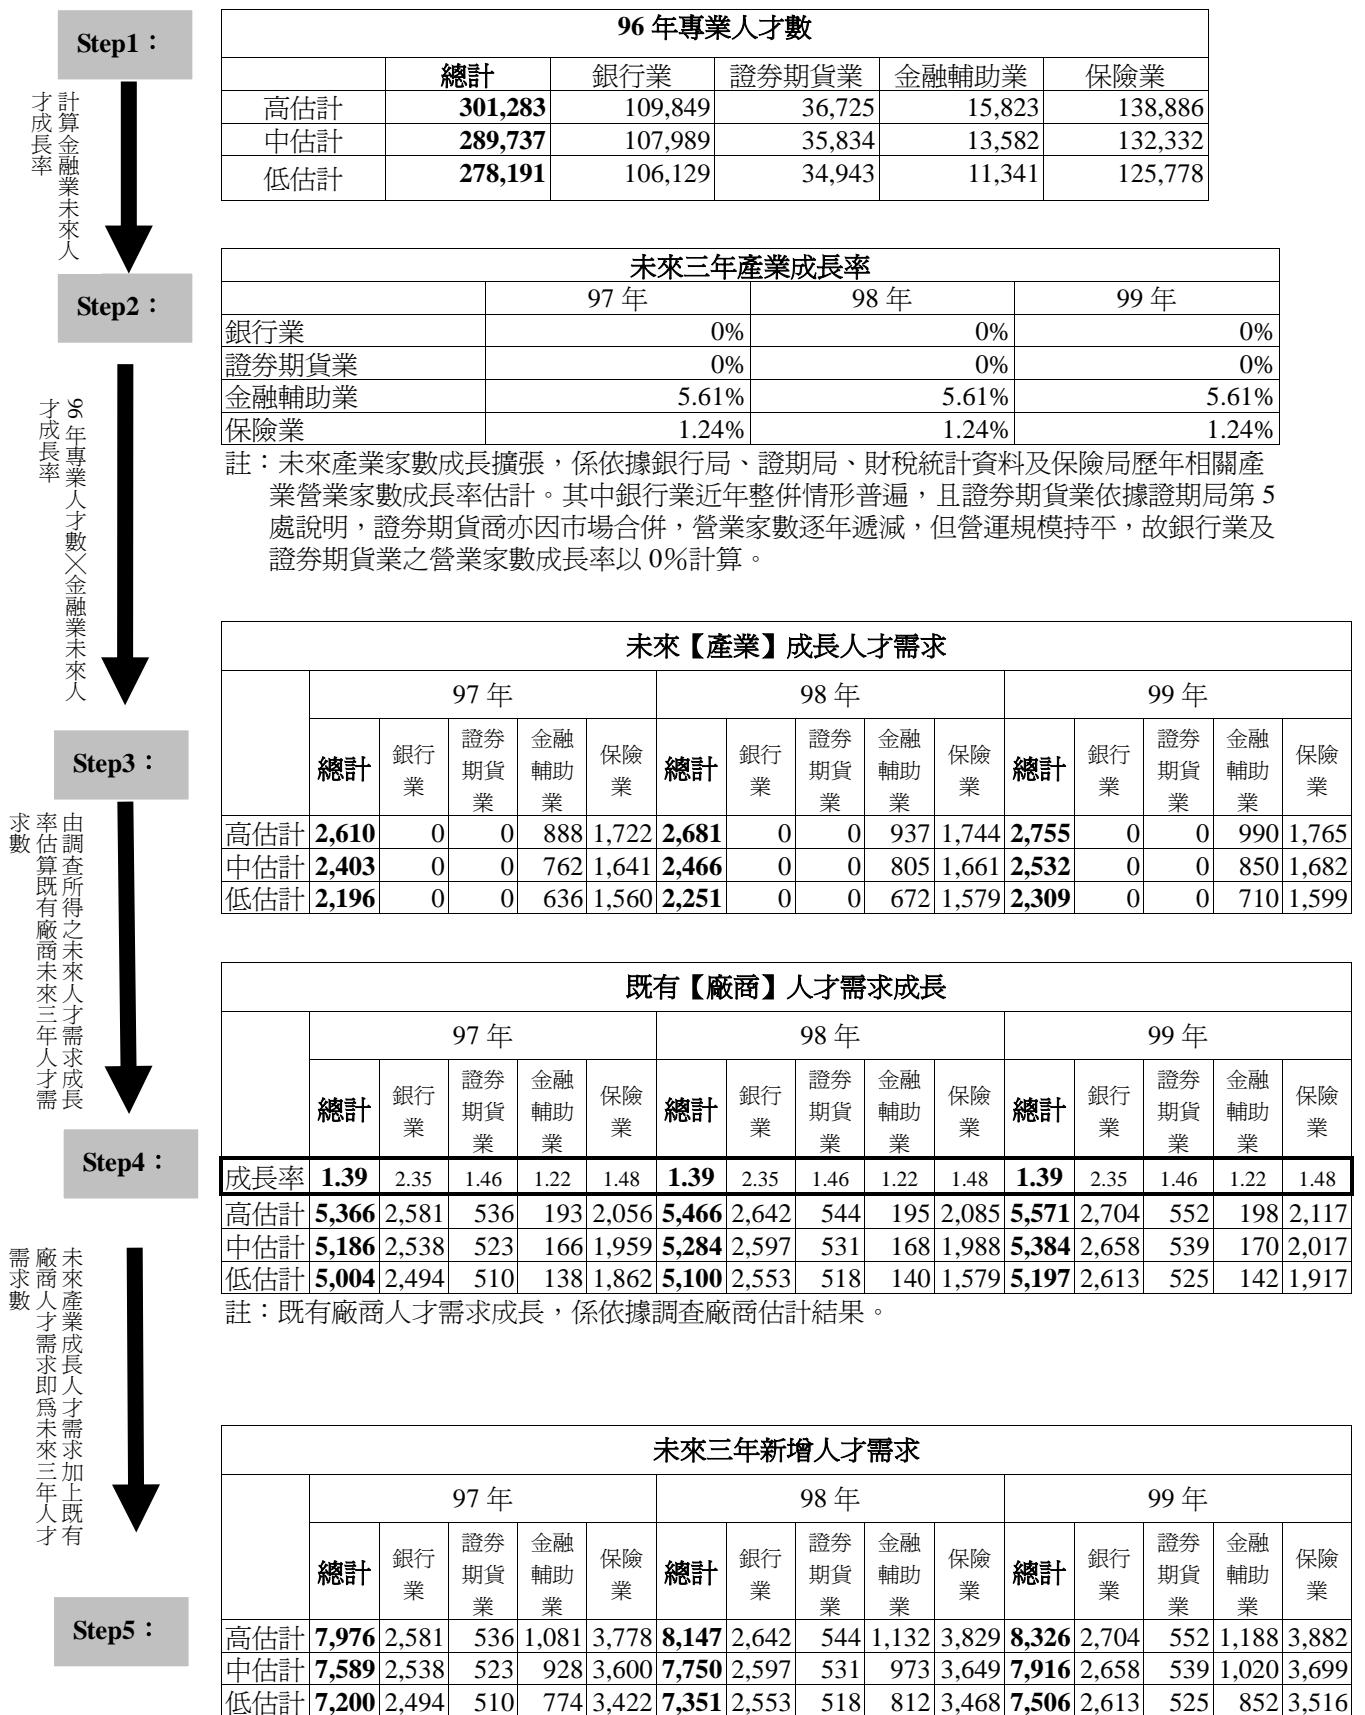 Step1：
計算金融業未來人
才成長率
96 年專業人才數
總計 銀行業 證券期貨業 金融輔助業 保險業
高估計 301,283 109,849 36,725 15,823 138,886
中估計 289,737 107,989 35,834 13,582 132,332
低估計 278,191 106,129 34,943 11,341 125,778
Step2：
96 年專業人才數╳金融業未來人
才成長率
未來三年產業成長率
97 年 98 年 99 年
銀行業 0% 0% 0%
證券期貨業 0% 0% 0%
金融輔助業 5.61% 5.61% 5.61%
保險業 1.24% 1.24% 1.24%
註：未來產業家數成長擴張，係依據銀行局、證期局、財稅統計資料及保險局歷年相關產
業營業家數成長率估計。其中銀行業近年整併情形普遍，且證券期貨業依據證期局第 5
處說明，證券期貨商亦因市場合併，營業家數逐年遞減，但營運規模持平，故銀行業及
證券期貨業之營業家數成長率以 0％計算。
Step3：
由調查所得之未來人才需求成長
率估算既有廠商未來三年人才需
求數
未來【產業】成長人才需求
97 年 98 年 99 年
總計 銀行業 證券期貨業 金融輔助業 保險業 總計 銀行業 證券期貨業 金融輔助業 保險業 總計 銀行業 證券期貨業 金融輔助業 保險業
高估計 2,610 0 0 888 1,722 2,681 0 0 937 1,744 2,755 0 0 990 1,765
中估計 2,403 0 0 762 1,641 2,466 0 0 805 1,661 2,532 0 0 850 1,682
低估計 2,196 0 0 636 1,560 2,251 0 0 672 1,579 2,309 0 0 710 1,599
Step4：
未來產業成長人才需求加上既有
廠商人才需求即為未來三年人才
需求數
既有【廠商】人才需求成長
97 年 98 年 99 年
總計 銀行業 證券期貨業 金融輔助業 保險業 總計 銀行業 證券期貨業 金融輔助業 保險業 總計 銀行業 證券期貨業 金融輔助業 保險業
成長率 1.39 2.35 1.46 1.22 1.48 1.39 2.35 1.46 1.22 1.48 1.39 2.35 1.46 1.22 1.48
高估計 5,366 2,581 536 193 2,056 5,466 2,642 544 195 2,085 5,571 2,704 552 198 2,117
中估計 5,186 2,538 523 166 1,959 5,284 2,597 531 168 1,988 5,384 2,658 539 170 2,017
低估計 5,004 2,494 510 138 1,862 5,100 2,553 518 140 1,579 5,197 2,613 525 142 1,917
註：既有廠商人才需求成長，係依據調查廠商估計結果。
Step5：
未來三年新增人才需求
97 年 98 年 99 年
總計 銀行業 證券期貨業 金融輔助業 保險業 總計 銀行業 證券期貨業 金融輔助業 保險業 總計 銀行業 證券期貨業 金融輔助業 保險業
高估計 7,976 2,581 536 1,081 3,778 8,147 2,642 544 1,132 3,829 8,326 2,704 552 1,188 3,882
中估計 7,589 2,538 523 928 3,600 7,750 2,597 531 973 3,649 7,916 2,658 539 1,020 3,699
低估計 7,200 2,494 510 774 3,422 7,351 2,553 518 812 3,468 7,506 2,613 525 852 3,516